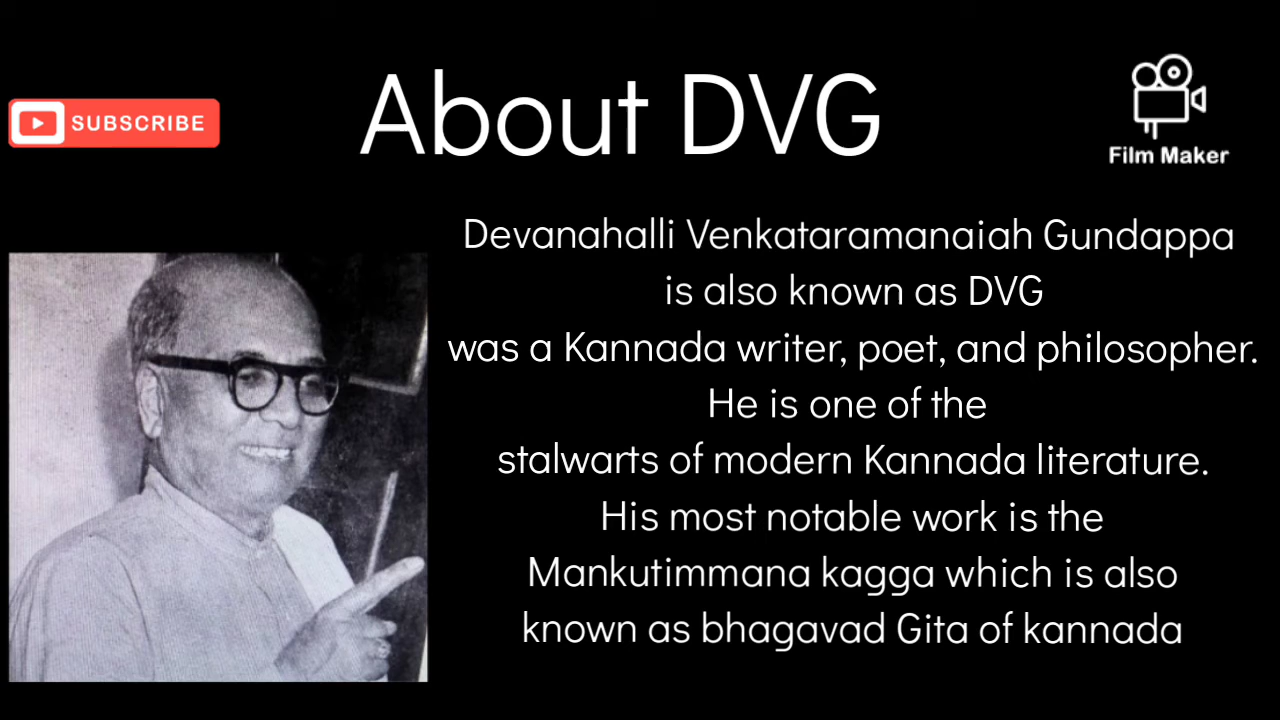 About DVG
SUBSCRIBE
Film Maker
Devanahalli Venkataramanaiah Gundappa
is also known as DVG
was a Kannada writer, poet, and philosopher.
He is one of the
stalwarts of modern Kannada literature.
His most notable work is the
Mankutimmana kagga which is also
known as bhagavad Gita of kannada